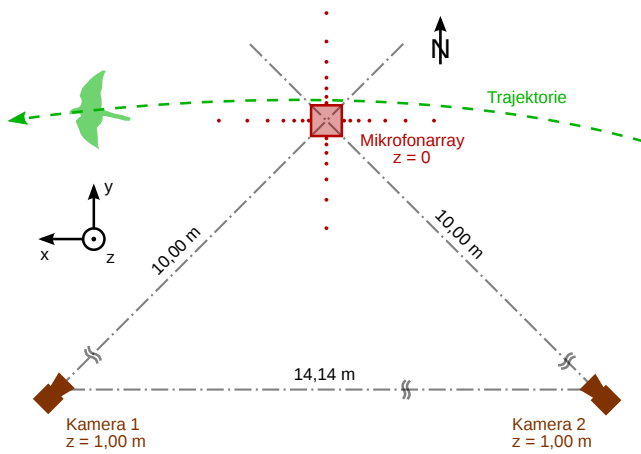 N
Trajektorie
Mikrofonarray
z = 0
y
x
z
10,00 m
10,00 m
14,14 m
Kamera 1
z = 1,00 m
Kamera 2
z = 1,00 m